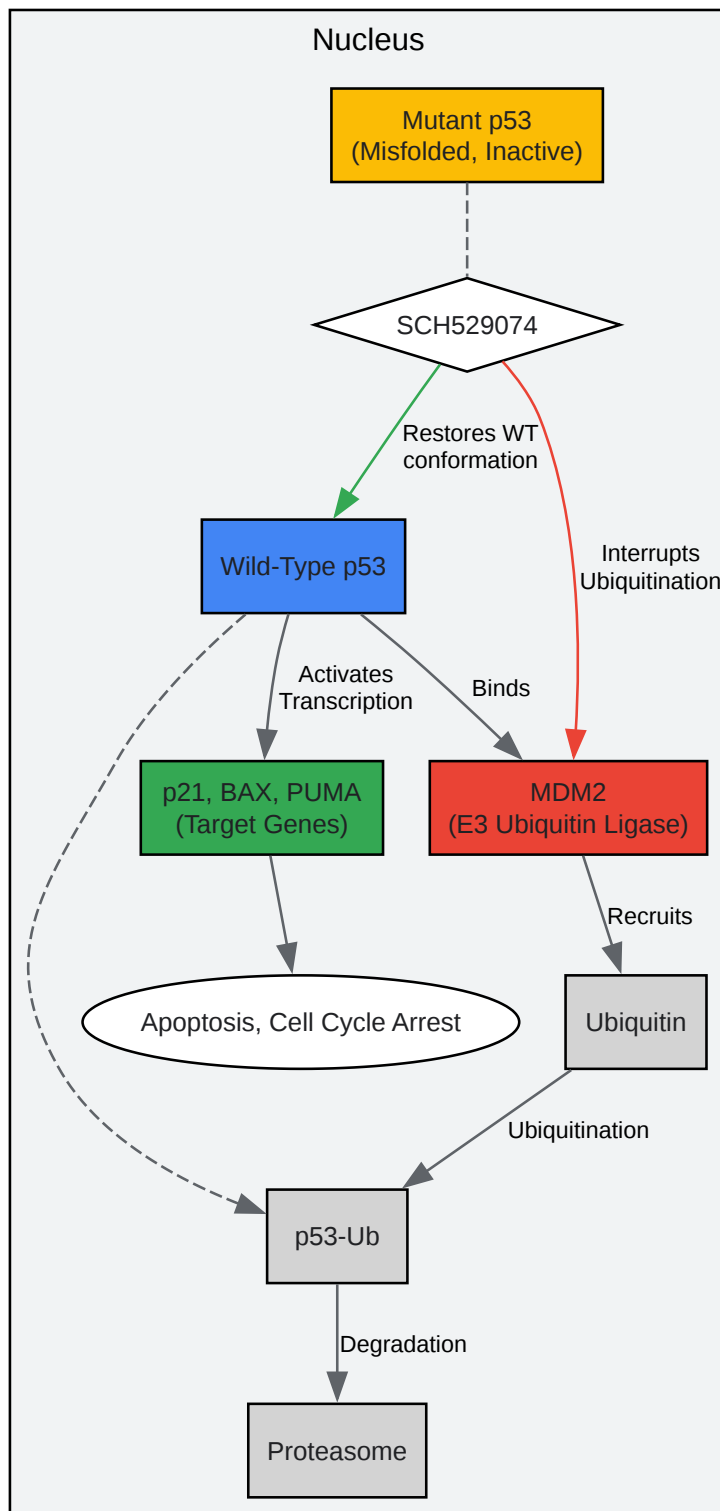 Nucleus
Mutant p53
(Misfolded, Inactive)
SCH529074
Restores WT
conformation
Interrupts
Ubiquitination
Wild-Type p53
Activates
Transcription
Binds
p21, BAX, PUMA
(Target Genes)
MDM2
(E3 Ubiquitin Ligase)
Recruits
Apoptosis, Cell Cycle Arrest
Ubiquitin
Ubiquitination
p53-Ub
Degradation
Proteasome